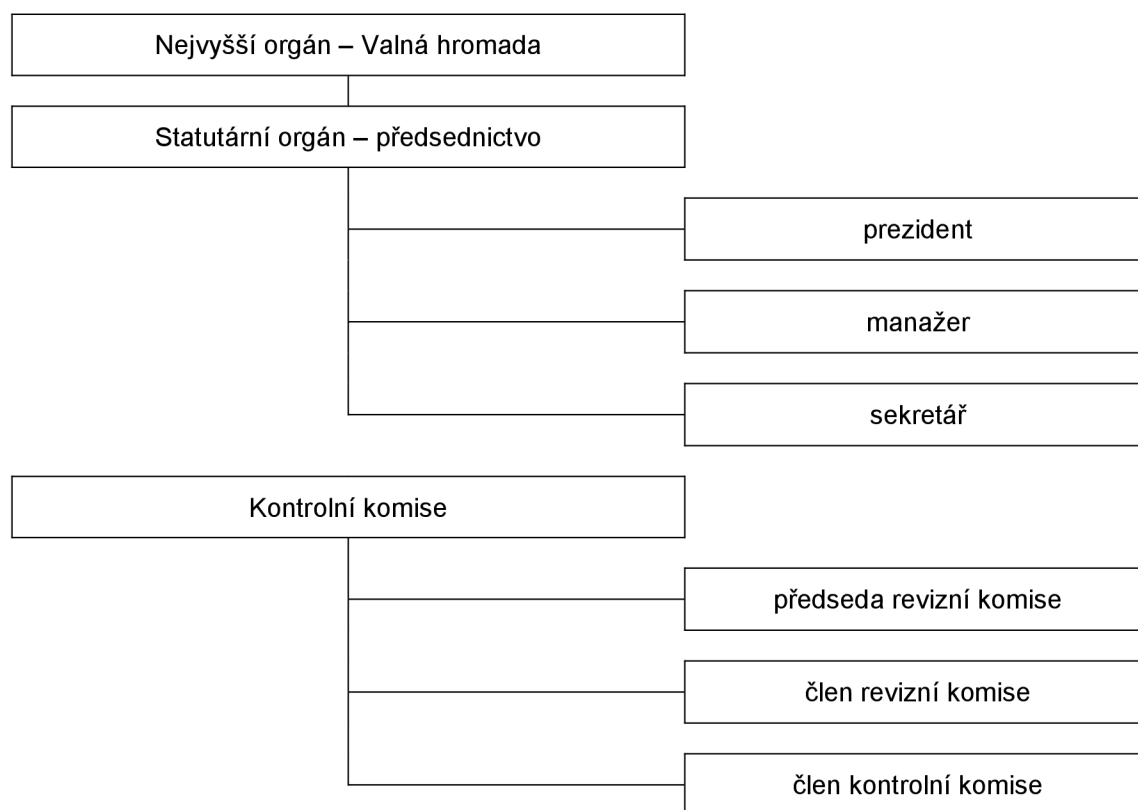 Nejvyšší orgán – Valná hromada
Statutární orgán – předsednictvo
prezident
manažer
sekretář
Kontrolní komise
předseda revizní komise
člen revizní komise
člen kontrolní komise